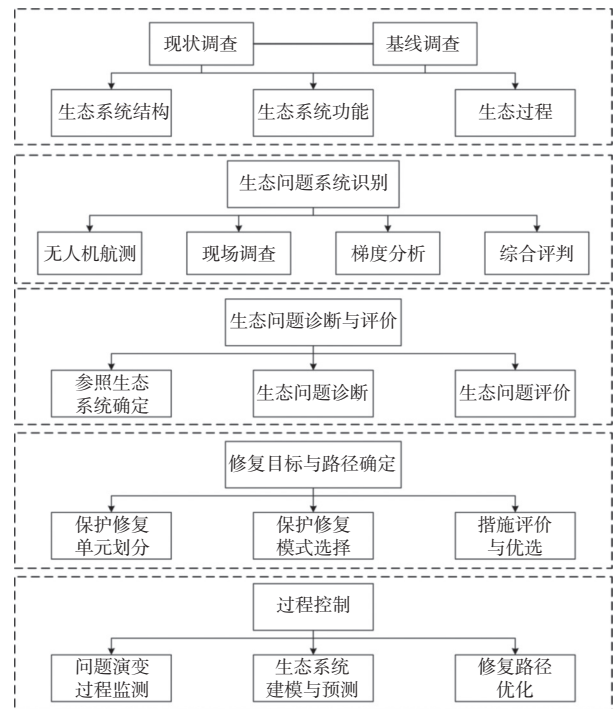 现状调查
基线调查
生态系统结构
生态系统功能
生态过程
生态问题系统识别
无人机航测
现场调查
梯度分析
综合评判
生态问题诊断与评价
参照生态
系统确定
生态问题诊断
生态问题评价
修复目标与路径确定
保护修复
单元划分
保护修复
模式选择
措施评价
与优选
过程控制
问题演变
过程监测
生态系统
建模与预测
修复路径
优化